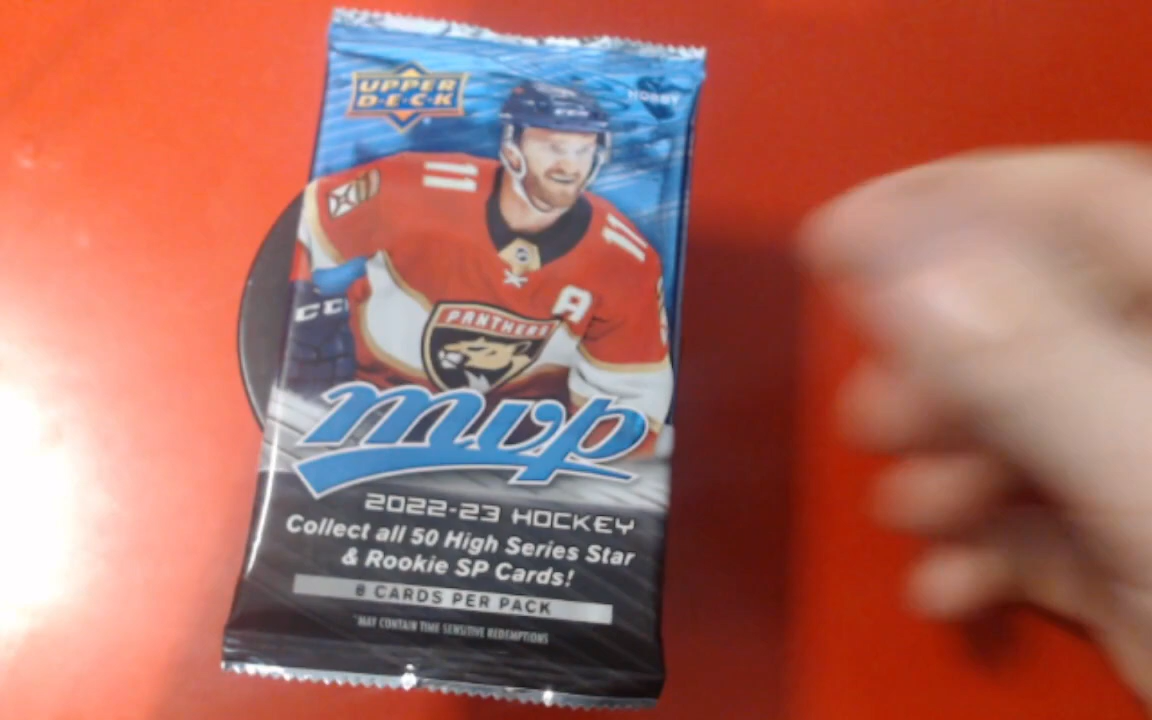 UPPER
D·E·C·K
HOBBY
11
11
A
CC
PANTHERS
mvp
2022-23 HOCKEY
Collect all 50 High Series Star
& Rookie SP Cards!
8 CARDS PER PACK
*MAY CONTAIN TIME SENSITIVE REDEMPTIONS